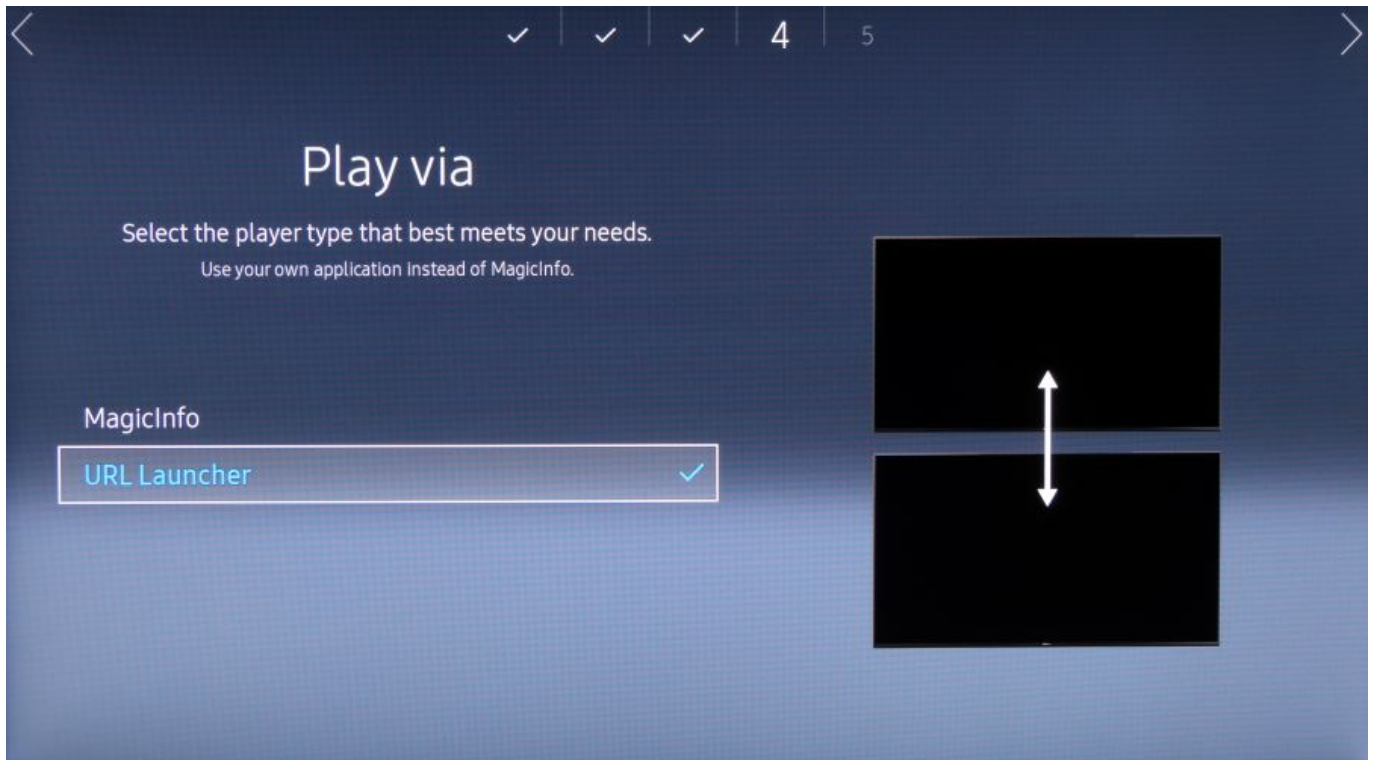 4
5
Play via
Select the player type that best meets your needs.
Use your own application instead of MagicInfo.
MagicInfo
URL Launcher